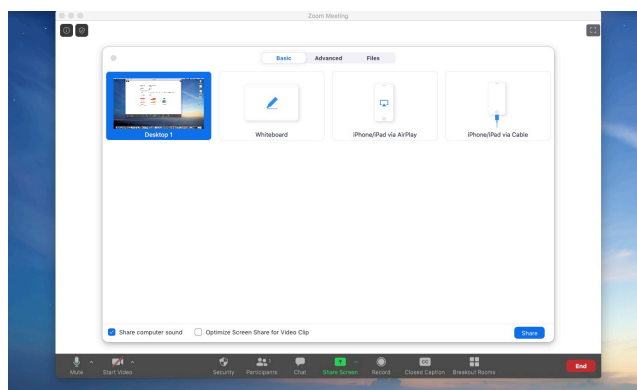 Zoom Meeting
Basic Advanced Files
Desktop 1 Whiteboard iPhone/iPad via AirPlay iPhone/iPad via Cable
Share computer sound Optimize Screen Share for Video Clip Share
CC
1
Mute Start Video Security Participants Chat Share Screen Record Closed Caption Breakout Rooms End